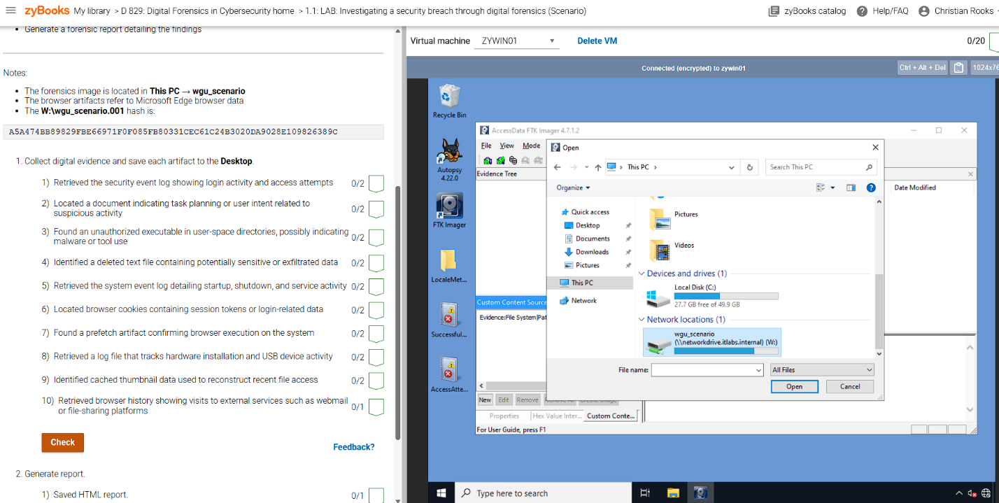 zyBooks My library > D 829: Digital Forensics in Cybersecurity home > 1.1: LAB: Investigating a security breach through digital forensics (Scenario)
zyBooks catalog
? Help/FAQ
Christian Rooks
Generate a forensic report detailing the findings
Notes:
• The forensics image is located in This PC → wgu_scenario
• The browser artifacts refer to Microsoft Edge browser data
• The W:\wgu_scenario.001 hash is:
A5A474BB89829FBE66971F0F085FB80331CEC61C24B3020DA9028E109826389C
1. Collect digital evidence and save each artifact to the Desktop.
1) Retrieved the security event log showing login activity and access attempts 0/2
2) Located a document indicating task planning or user intent related to
suspicious activity 0/2
3) Found an unauthorized executable in user-space directories, possibly indicating
malware or tool use 0/2
4) Identified a deleted text file containing potentially sensitive or exfiltrated data 0/2
5) Retrieved the system event log detailing startup, shutdown, and service activity 0/2
6) Located browser cookies containing session tokens or login-related data 0/2
7) Found a prefetch artifact confirming browser execution on the system 0/2
8) Retrieved a log file that tracks hardware installation and USB device activity 0/2
9) Identified cached thumbnail data used to reconstruct recent file access 0/2
10) Retrieved browser history showing visits to external services such as webmail
or file-sharing platforms 0/1
Check
Feedback?
2. Generate report.
1) Saved HTML report. 0/1
Virtual machine ZYWIN01 Delete VM 0/20
Connected (encrypted) to zywin01
Ctrl + Alt + Del
1024x76
Recycle Bin
Autopsy
4.22.0
FTK Imager
LocaleMet...
Successful...
AccessAtte...
AccessData FTK Imager 4.7.1.2
File View Mode
Evidence Tree
Date Modified
Custom Content Source
Evidence:File System|Pat
New Edit Remove
Properties Hex Value Inter... Custom Conte...
For User Guide, press F1
Open
This PC
Search This PC
Organize
Quick access
Desktop
Documents
Downloads
Pictures
This PC
Network
Pictures
Videos
Devices and drives (1)
Local Disk (C:)
27.7 GB free of 49.9 GB
Network locations (1)
wgu_scenario
(\\networkdrive.itlabs.internal) (W:)
File name:
All Files
Open
Cancel
Type here to search